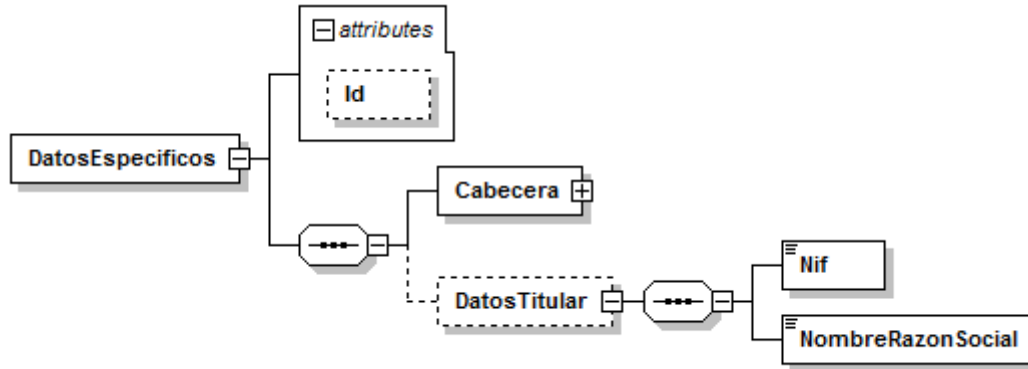 attributes
Id
DatosEspecificos
Cabecera
DatosTitular
Nif
NombreRazonSocial